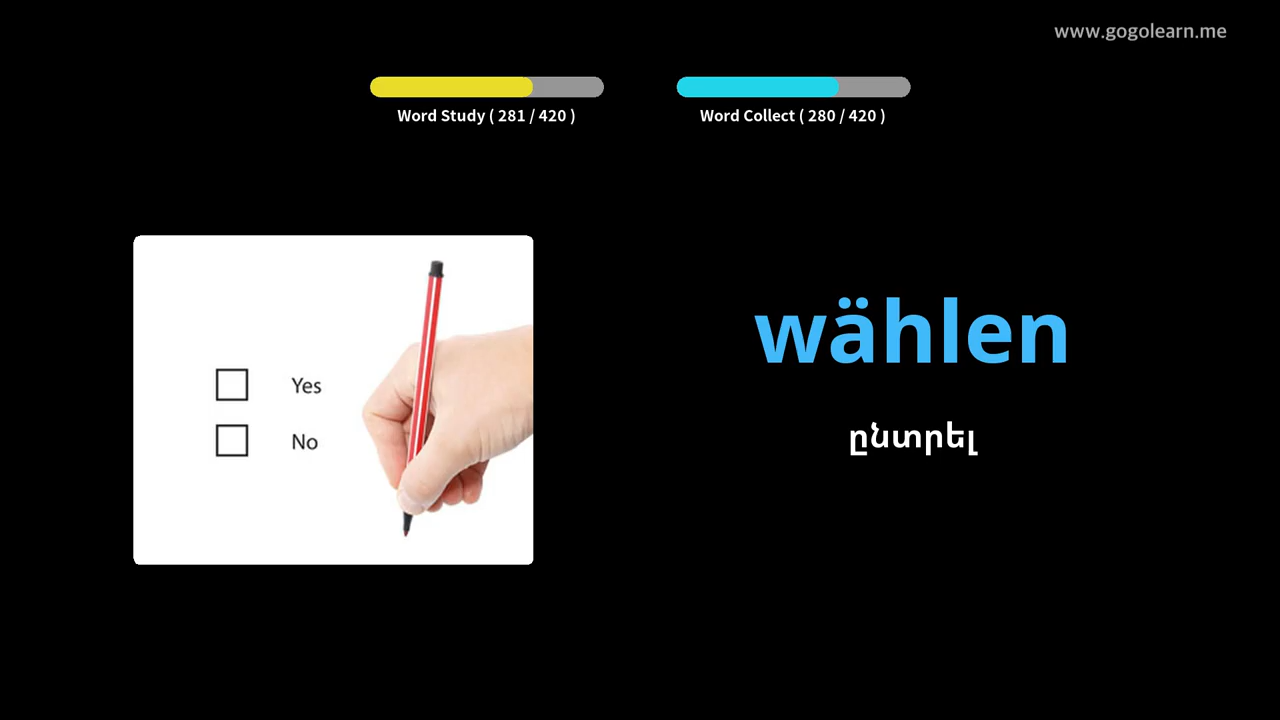 www.gogolearn.me
Word Study ( 281 / 420 )
Word Collect ( 280 / 420 )
Yes
No
wählen
ընտրել